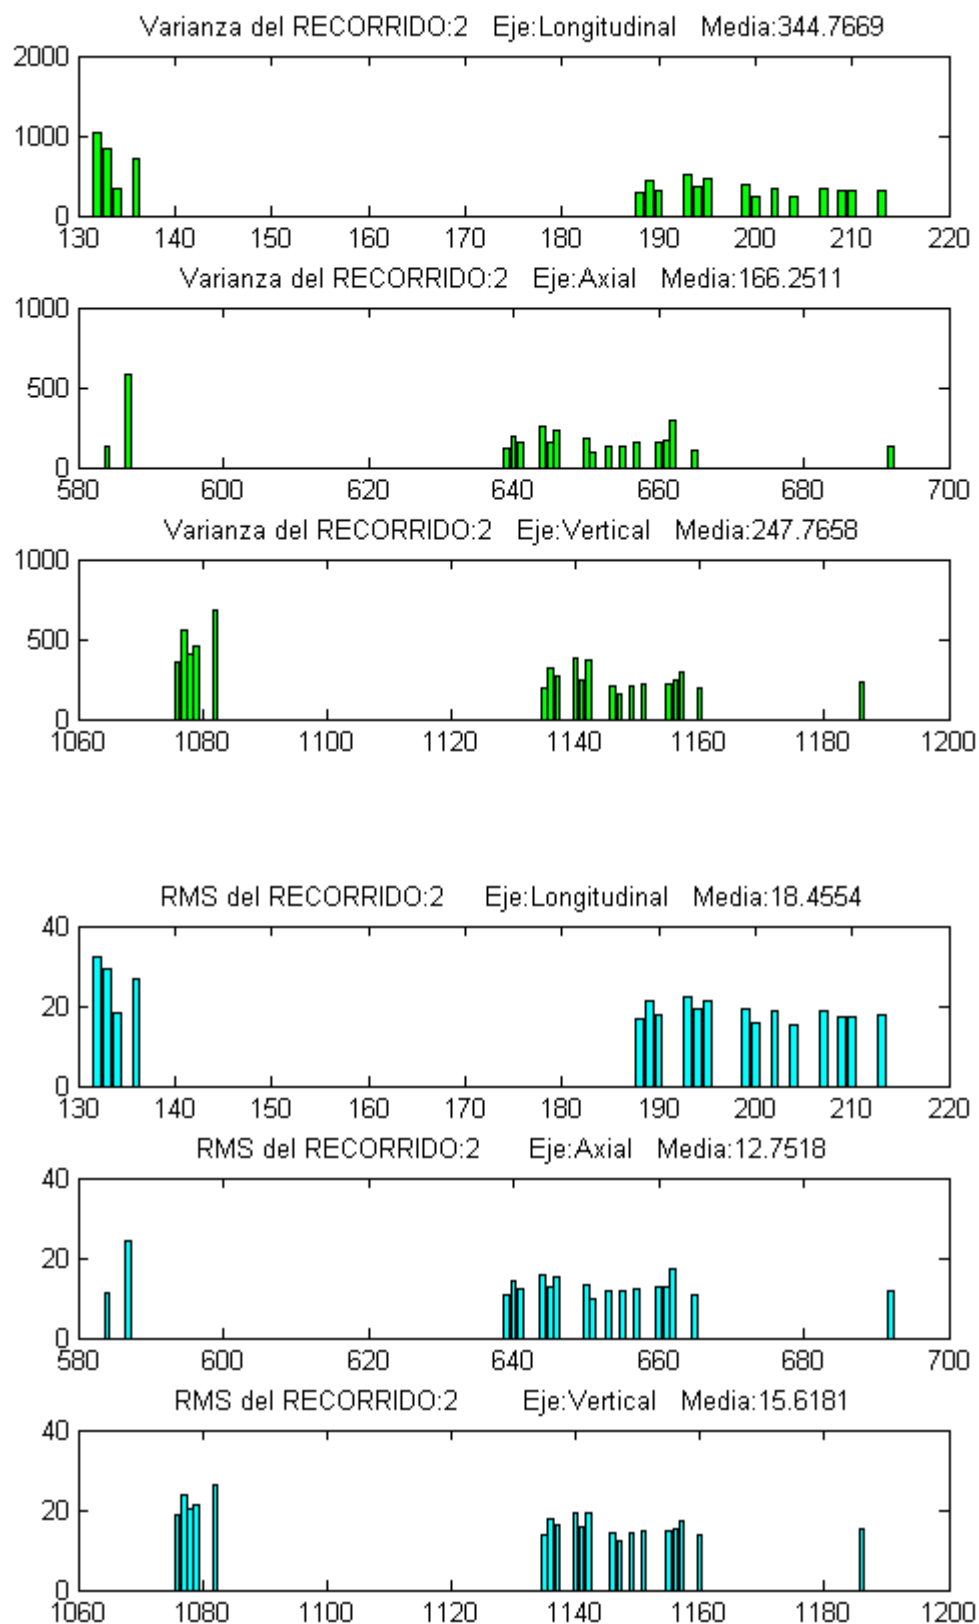 Varianza del RECORRIDO:2 Eje:Longitudinal Media:344.7669
2000
1000
0
130 140 150 160 170 180 190 200 210 220
Varianza del RECORRIDO:2 Eje:Axial Media:166.2511
1000
500
0
580 600 620 640 660 680 700
Varianza del RECORRIDO:2 Eje:Vertical Media:247.7658
1000
500
0
1060 1080 1100 1120 1140 1160 1180 1200
RMS del RECORRIDO:2 Eje:Longitudinal Media:18.4554
40
20
0
130 140 150 160 170 180 190 200 210 220
RMS del RECORRIDO:2 Eje:Axial Media:12.7518
40
20
0
580 600 620 640 660 680 700
RMS del RECORRIDO:2 Eje:Vertical Media:15.6181
40
20
0
1060 1080 1100 1120 1140 1160 1180 1200